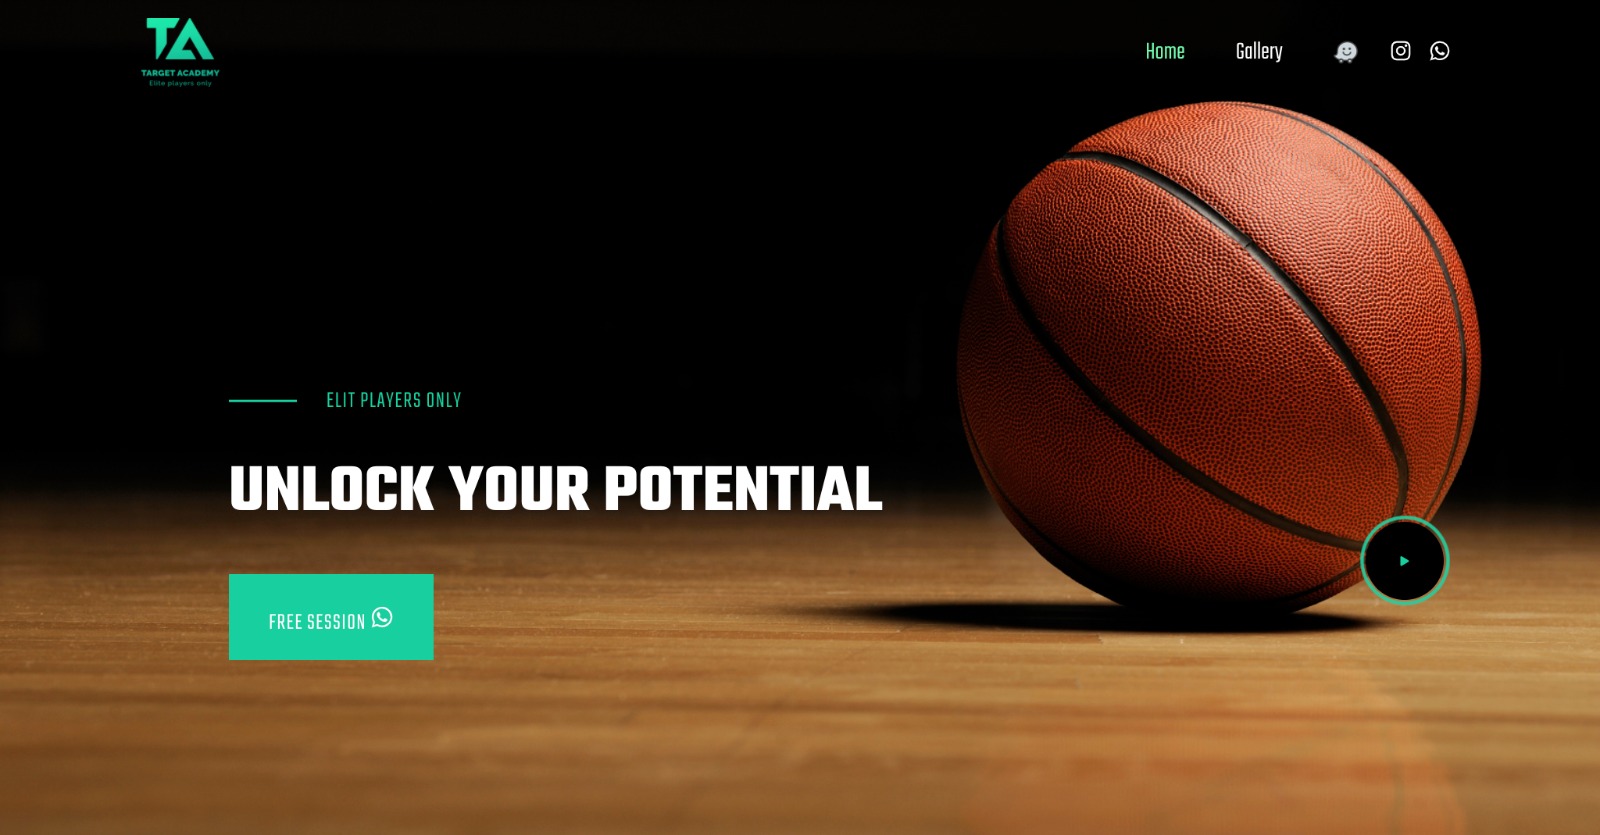 TA
TARGET ACADEMY
Elite players only
Home
Gallery
ELIT PLAYERS ONLY
UNLOCK YOUR POTENTIAL
FREE SESSION